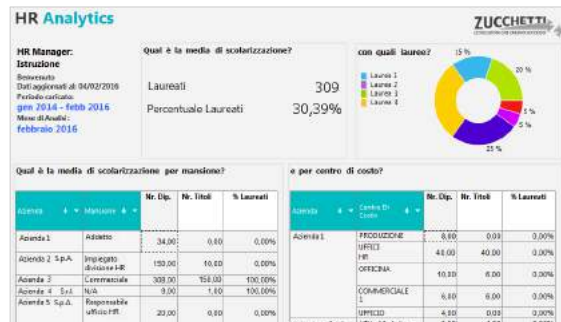 HR Analytics
ZUCCHETTI
HR Manager:
Istruzione
Benvenuto
Dati aggiornati al: 04/02/2016
Periodo caricato:
gen 2014 - febb 2016
Mese di Analisi:
febbraio 2016
Qual è la media di scolarizzazione?
Laureati 309
Percentuale Laureati 30,39%
con quali lauree?
Laurea 1
Laurea 2
Laurea 3
Laurea 4
15 %
20 %
5 %
5 %
25 %
Qual è la media di scolarizzazione per mansione?
Azienda Mansione Nr. Dip. Nr. Titoli % Laureati
Azienda 1 Addetto 34,00 0,00 0,00%
Azienda 2 S.p.A. Impiegato divisione HR 150,00 10,00 0,00%
Azienda 3 Commerciale 309,00 150,00 100,00%
Azienda 4 S.r.l. N/A 9,00 1,00 100,00%
Azienda 5 S.p.A. Responsabile ufficio HR 20,00 0,00 0,00%
e per centro di costo?
Azienda Centro Di Costo Nr. Dip. Nr. Titoli % Laureati
Azienda 1 PRODUZIONE 8,00 0,00 0,00%
UFFICI HR 40,00 40,00 0,00%
OFFICINA 10,00 6,00 0,00%
COMMERCIALE 1 6,00 6,00 0,00%
UFFICIO 4,00 0,00 0,00%